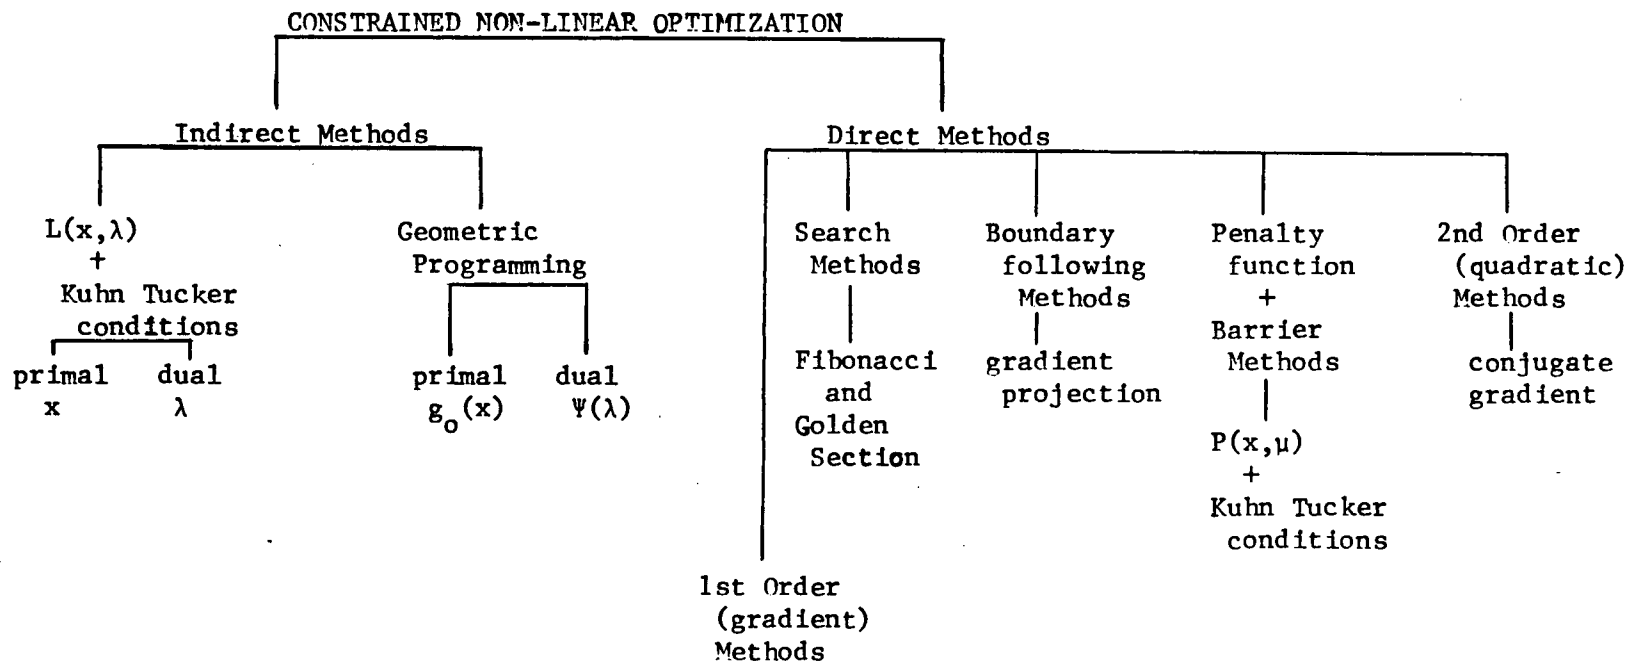 CONSTRAINED NON-LINEAR OPTIMIZATION
Indirect Methods
L(x,λ)
+
Kuhn Tucker
conditions
primal
x
dual
λ
Geometric
Programming
primal
g_o(x)
dual
Ψ(λ)
Direct Methods
1st Order
(gradient)
Methods
Search
Methods
Fibonacci
and
Golden
Section
Boundary
following
Methods
gradient
projection
Penalty
function
+
Barrier
Methods
P(x,μ)
+
Kuhn Tucker
conditions
2nd Order
(quadratic)
Methods
conjugate
gradient